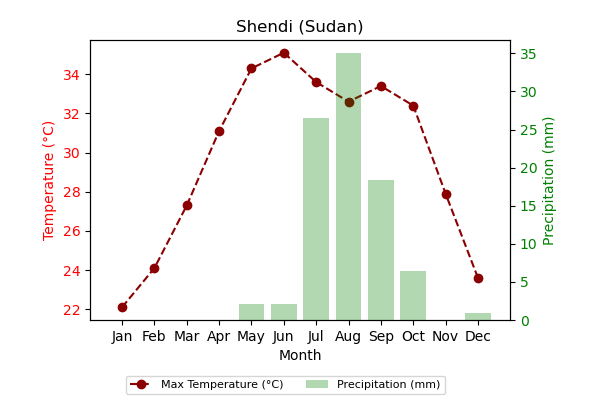 Shendi (Sudan)
Temperature (°C)
34
32
30
28
26
24
22
35
30
25
20
15
10
5
0
Precipitation (mm)
Jan Feb Mar Apr May Jun Jul Aug Sep Oct Nov Dec
Month
Max Temperature (°C) Precipitation (mm)